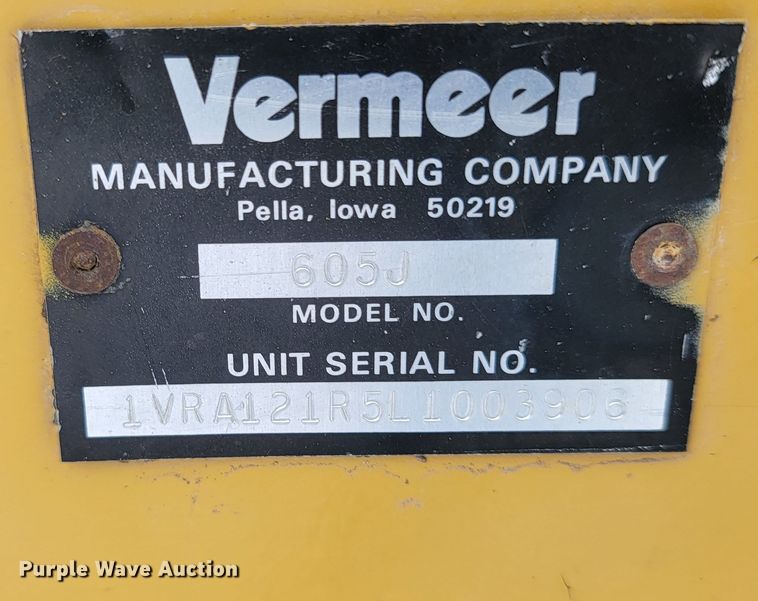 Vermeer
MANUFACTURING COMPANY
Pella, Iowa 50219
605J
MODEL NO.
UNIT SERIAL NO.
1VRA121R5L1003906
Purple Wave Auction